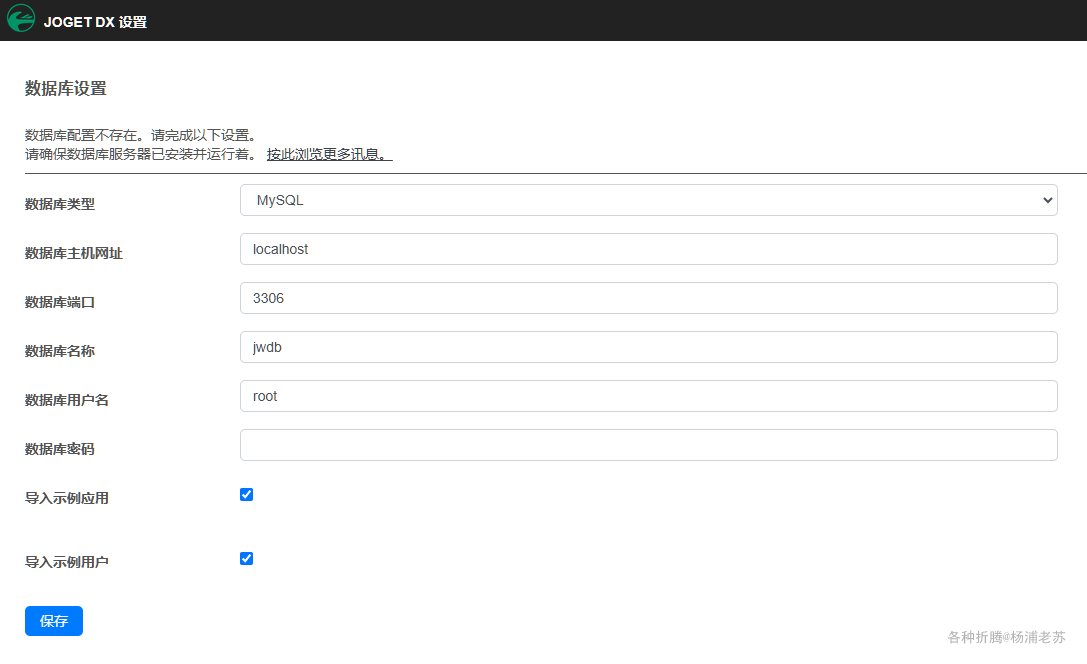 JOGET DX 设置
数据库设置
数据库配置不存在。请完成以下设置。
请确保数据库服务器已安装并运行着。 按此浏览更多讯息。
数据库类型 MySQL
数据库主机网址 localhost
数据库端口 3306
数据库名称 jwdb
数据库用户名 root
数据库密码
导入示例应用
导入示例用户
保存
各种折腾@杨浦老苏